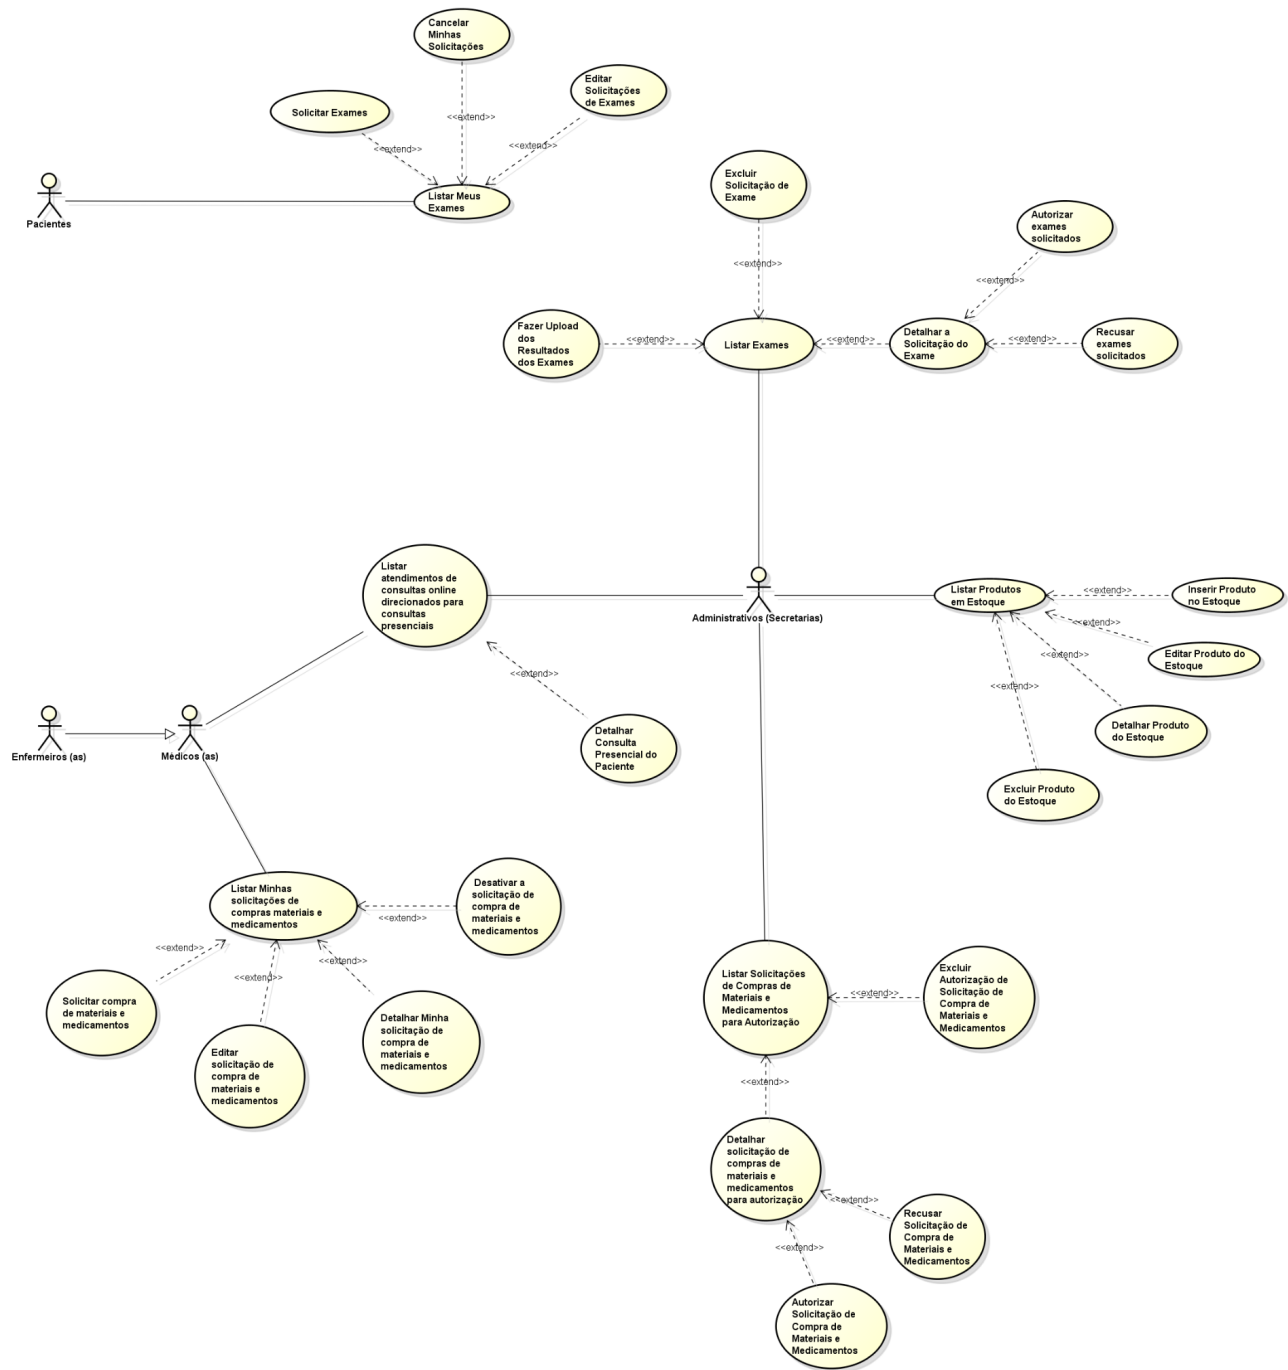 Cancelar
Minhas
Solicitações
Editar
Solicitações
de Exames
Solicitar Exames
<<extend>>
<<extend>>
<<extend>>
Listar Meus
Exames
Pacientes
Excluir
Solicitação de
Exame
Autorizar
exames
solicitados
<<extend>>
<<extend>>
Fazer Upload
dos
Resultados
dos Exames
<<extend>>
Listar Exames
<<extend>>
Detalhar a
Solicitação do
Exame
<<extend>>
Recusar
exames
solicitados
Listar
atendimentos de
consultas online
direcionados para
consultas
presenciais
Administrativos (Secretarias)
Listar Produtos
em Estoque
<<extend>>
Inserir Produto
no Estoque
<<extend>>
Editar Produto do
Estoque
<<extend>>
<<extend>>
Detalhar Produto
do Estoque
Excluir Produto
do Estoque
<<extend>>
Detalhar
Consulta
Presencial do
Paciente
Enfermeiros (as)
Médicos (as)
Listar Minhas
solicitações de
compras materiais e
medicamentos
<<extend>>
Desativar a
solicitação de
compra de
materiais e
medicamentos
<<extend>>
<<extend>>
<<extend>>
Solicitar compra
de materiais e
medicamentos
Editar
solicitação de
compra de
materiais e
medicamentos
Detalhar Minha
solicitação de
compra de
materiais e
medicamentos
Listar Solicitações
de Compras de
Materiais e
Medicamentos
para Autorização
<<extend>>
Excluir
Autorização de
Solicitação de
Compra de
Materiais e
Medicamentos
<<extend>>
Detalhar
solicitação de
compras de
materiais e
medicamentos
para autorização
<<extend>>
Recusar
Solicitação de
Compra de
Materiais e
Medicamentos
<<extend>>
Autorizar
Solicitação de
Compra de
Materiais e
Medicamentos